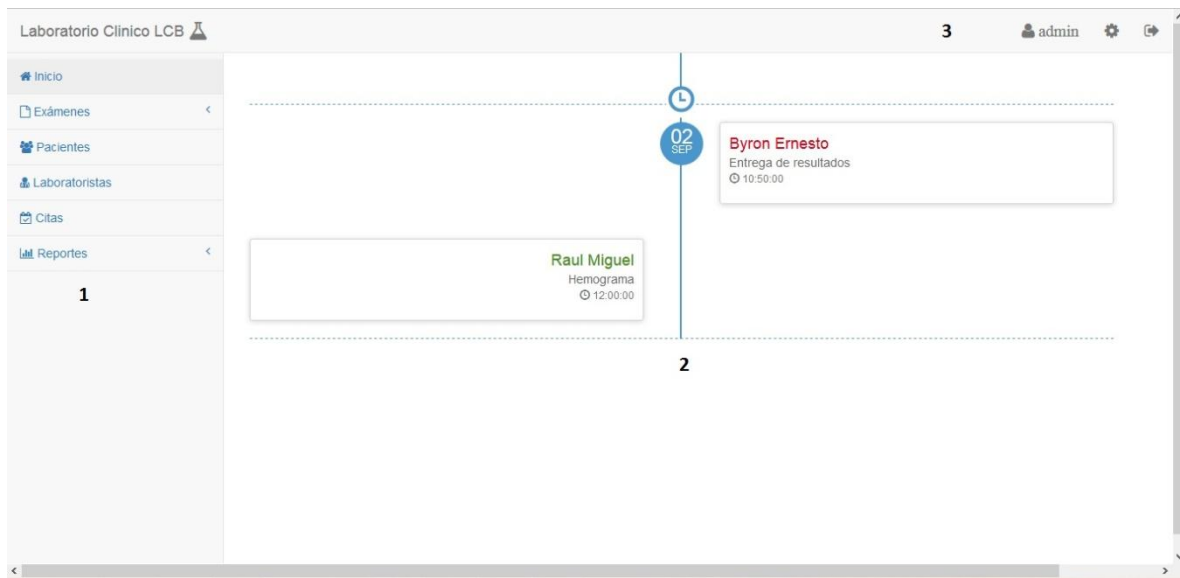 Laboratorio Clinico LCB
3
admin
Inicio
Exámenes
Pacientes
Laboratoristas
Citas
Reportes
1
02
SEP
Byron Ernesto
Entrega de resultados
10:50:00
Raul Miguel
Hemograma
12:00:00
2